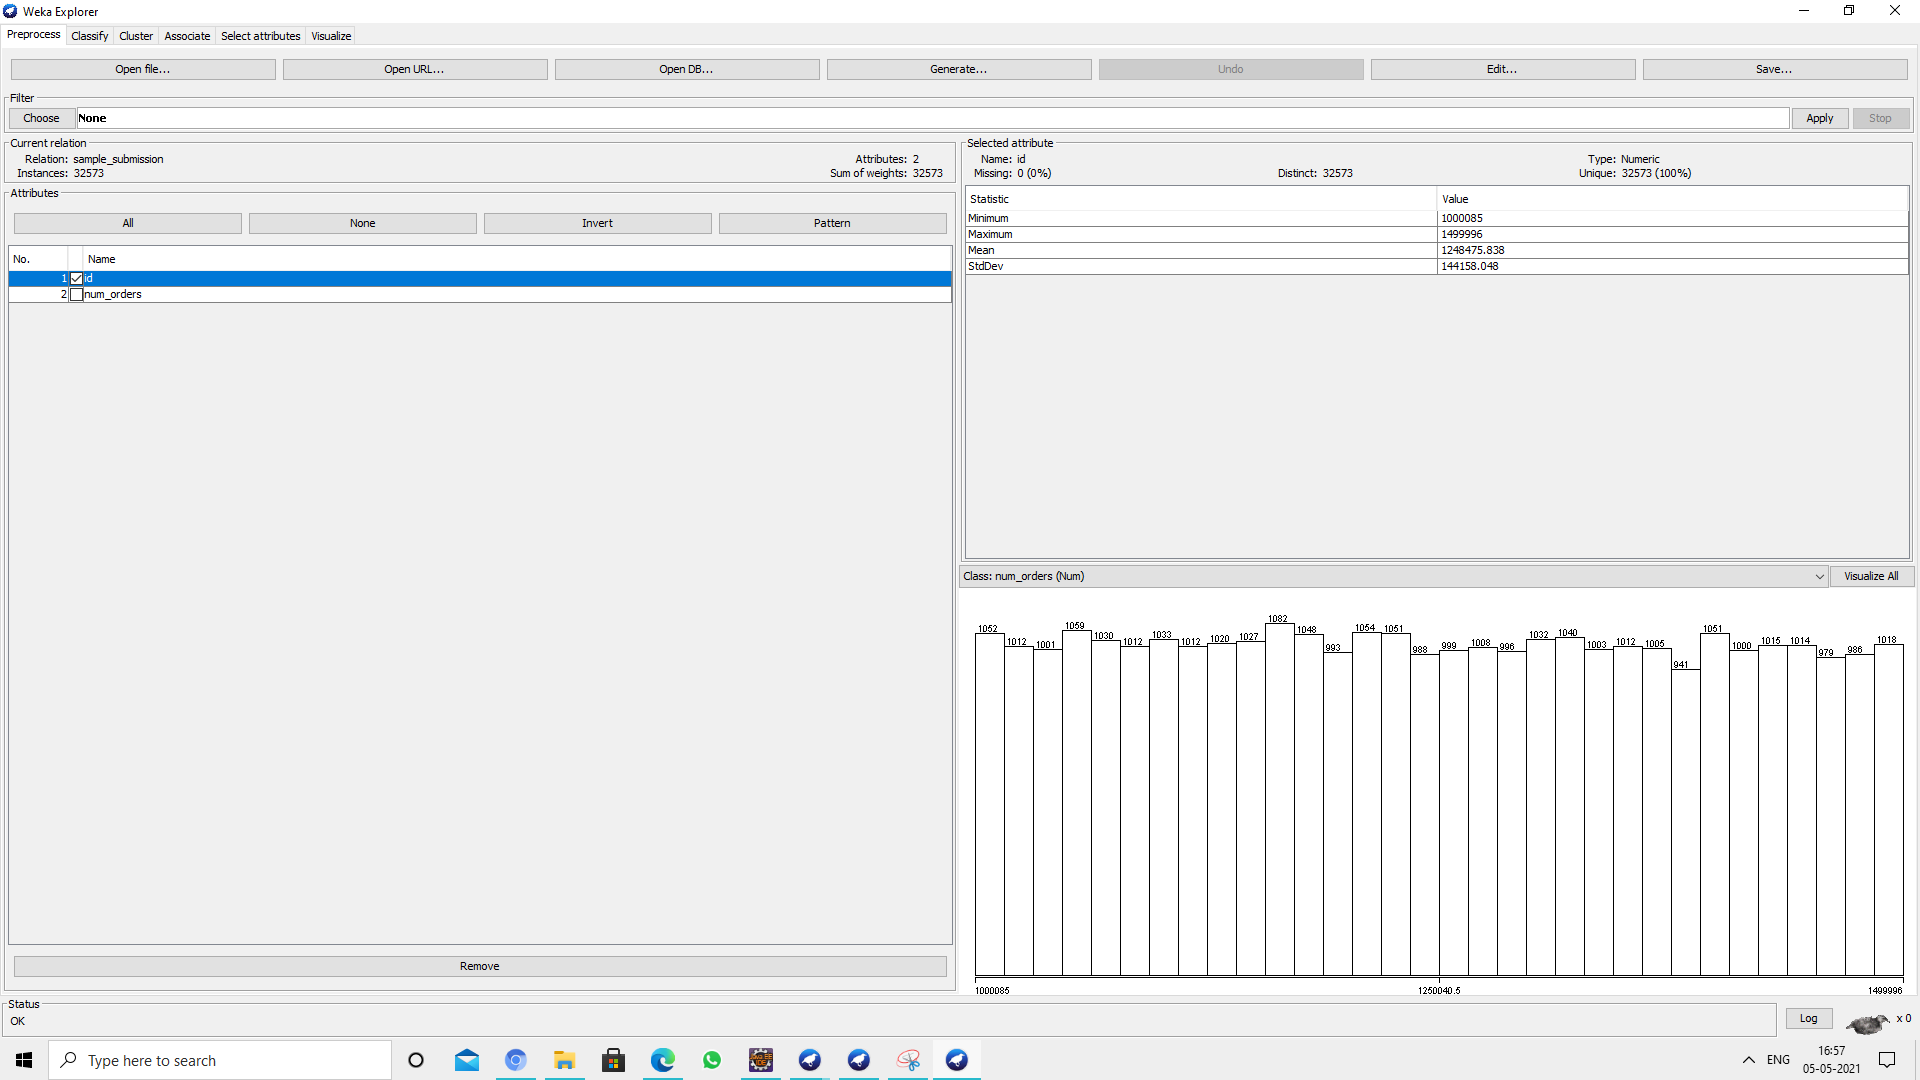 Weka Explorer
Preprocess Classify Cluster Associate Select attributes Visualize
Open file... Open URL... Open DB... Generate... Undo Edit... Save...
Filter
Choose None Apply Stop
Current relation
Relation: sample_submission Attributes: 2
Instances: 32573 Sum of weights: 32573
Attributes
All None Invert Pattern
No. Name
1 id
2 num_orders
Remove
Selected attribute
Name: id Type: Numeric
Missing: 0 (0%) Distinct: 32573 Unique: 32573 (100%)
Statistic Value
Minimum 1000085
Maximum 1499996
Mean 1248475.838
StdDev 144158.048
Class: num_orders (Num) Visualize All
1052 1012 1001 1059 1030 1012 1033 1012 1020 1027 1082 1048 993 1054 1051 988 999 1008 996 1032 1040 1003 1012 1005 941 1051 1000 1015 1014 979 986 1018
1000085 1250040.5 1499996
Status
OK
Log x 0
Type here to search
ENG
16:57
05-05-2021